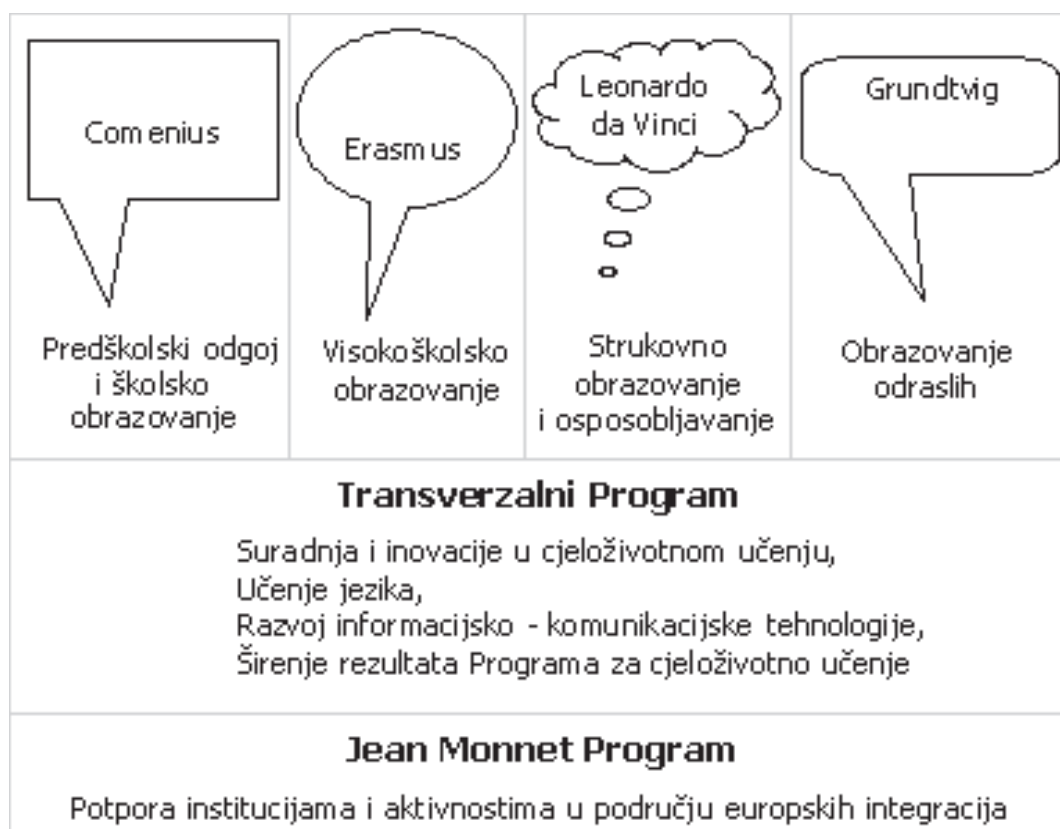 Comenius
Predškolski odgoj
i školsko
obrazovanje
Erasmus
Visokoškolsko
obrazovanje
Leonardo
da Vinci
Strukovno
obrazovanje
i osposobljavanje
Grundtvig
Obrazovanje
odraslih
Transverzalni Program
Suradnja i inovacije u cjeloživotnom učenju,
Učenje jezika,
Razvoj informacijsko - komunikacijske tehnologije,
Širenje rezultata Programa za cjeloživotno učenje
Jean Monnet Program
Potpora institucijama i aktivnostima u području europskih integracija